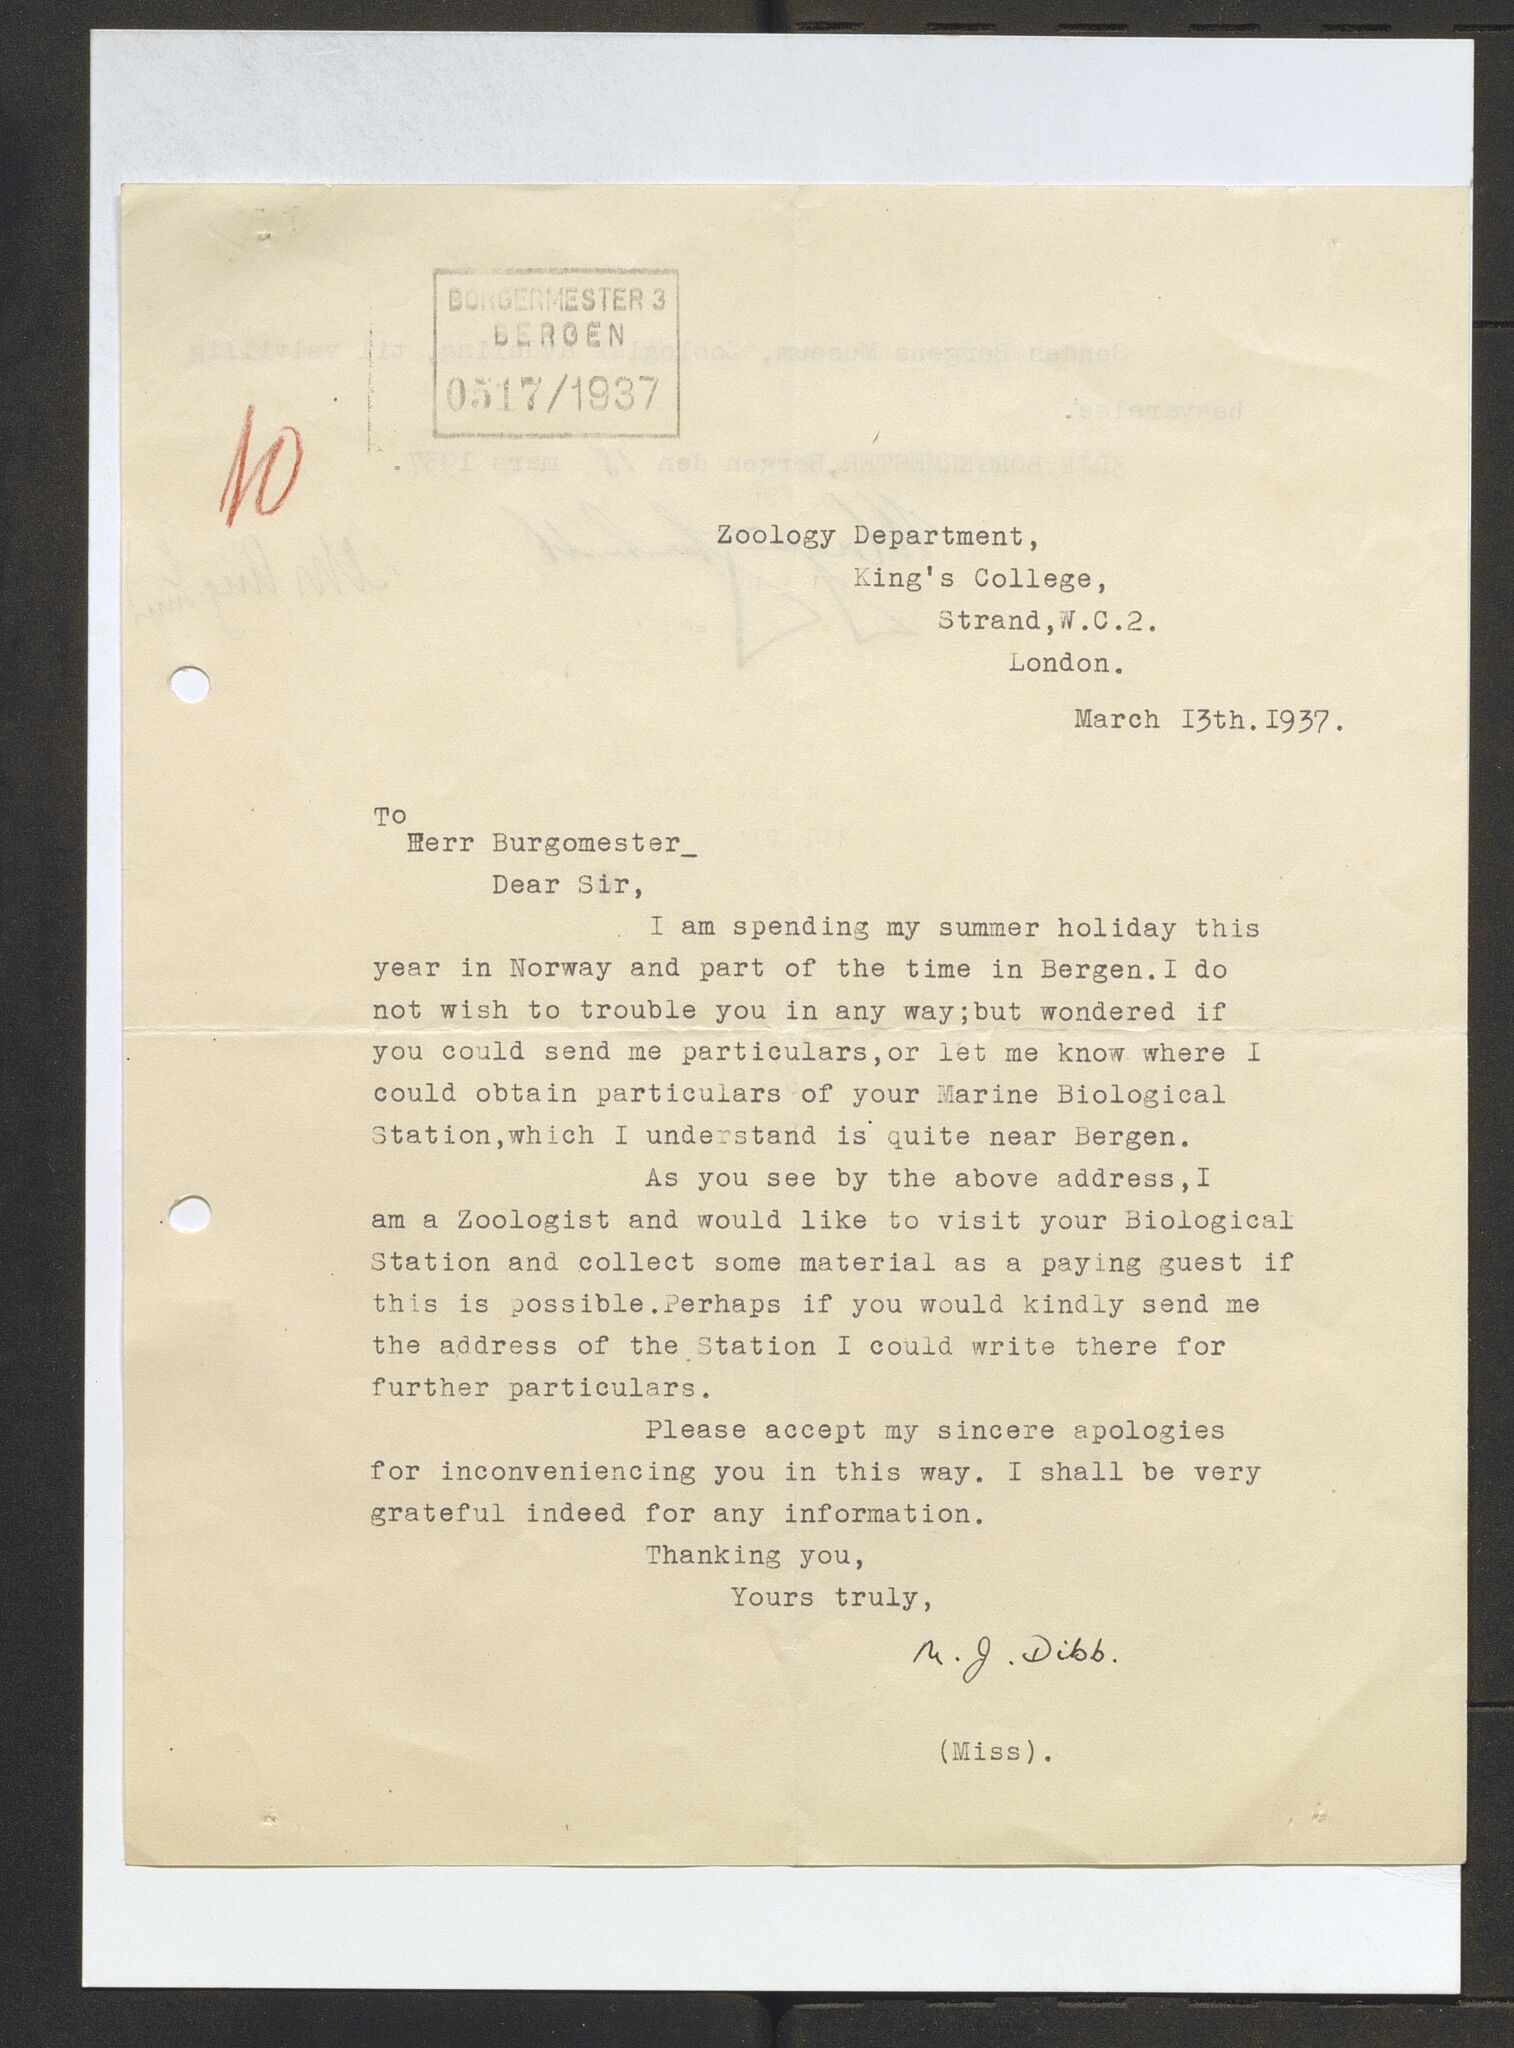 BORGERMESTER 3
BERGEN
0517/1937
10
Zoology Department,
King's College,
Strand,W.C.2.
London.
March I3th.I937.
To
Herr Burgomester_
Dear Sir,
I am spending my summer holiday this
year in Norway and part of the time in Bergen.I do
not wish to trouble you in any way;but wondered if
you could send me particulars,or let me know where I
could obtain particulars of your Marine Biological
Station,which I understand is quite near Bergen.
As you see by the above address,I
am a Zoologist and would like to visit your Biological
Station and collect some material as a paying guest if
this is possible.Perhaps if you would kindly send me
the address of the Station I could write there for
further particulars.
Please accept my sincere apologies
for inconveniencing you in this way. I shall be very
grateful indeed for any information.
Thanking you,
Yours truly,
M. J. Dibb.
(Miss).